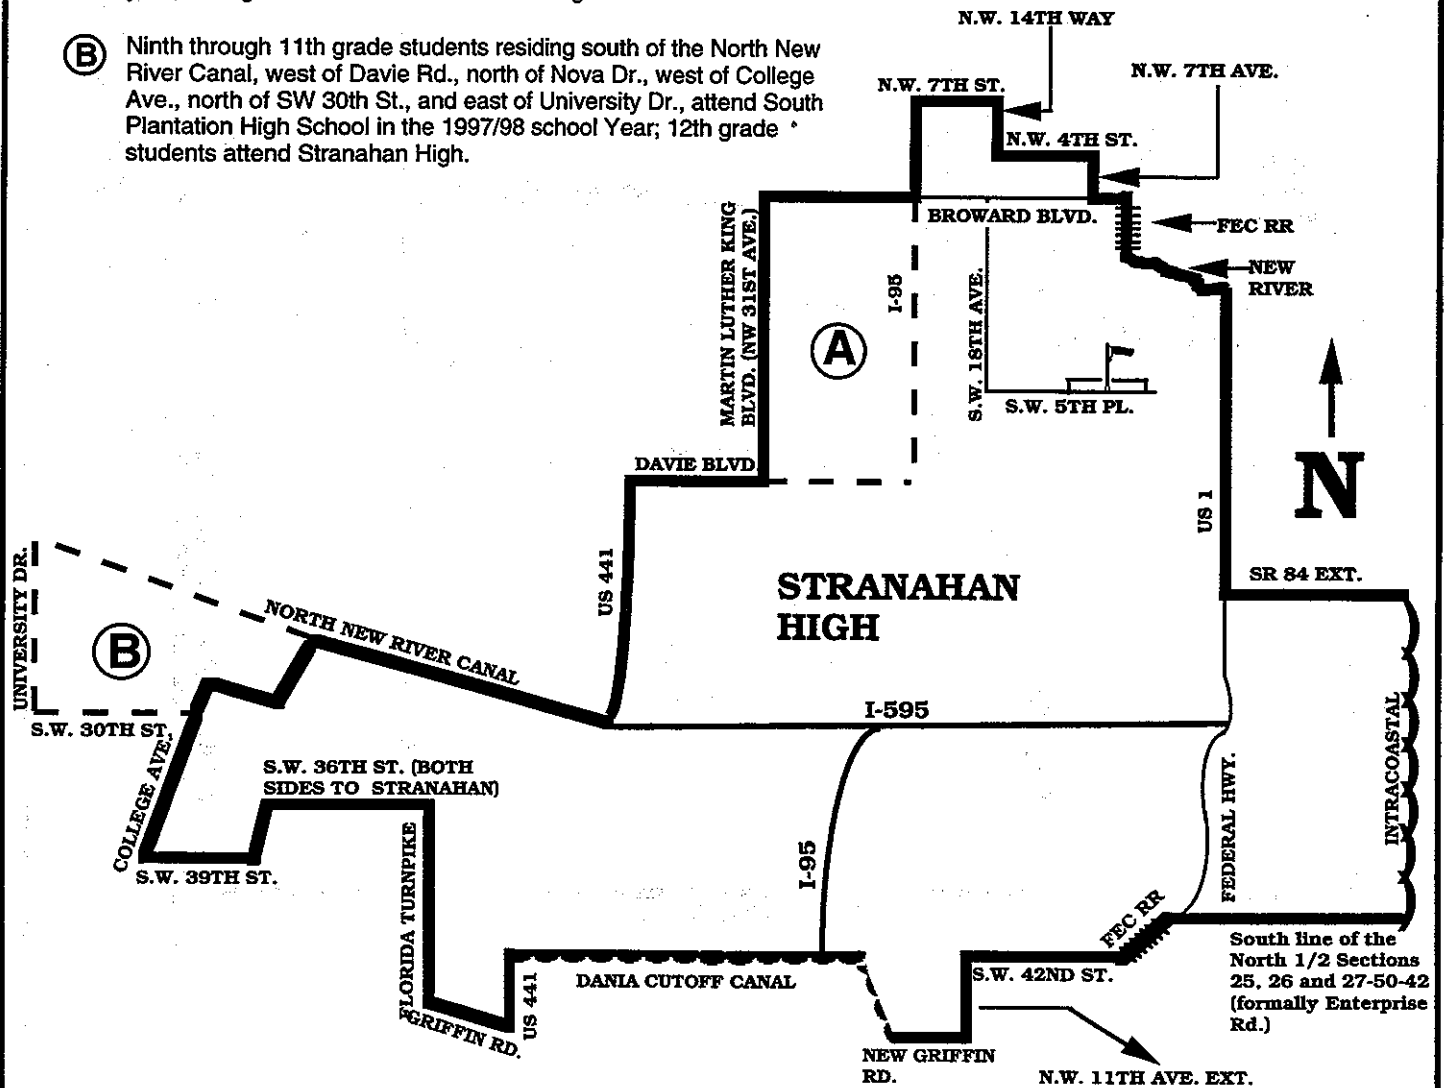 B
Ninth through 11th grade students residing south of the North New
River Canal, west of Davie Rd., north of Nova Dr., west of College
Ave., north of SW 30th St., and east of University Dr., attend South
Plantation High School in the 1997/98 school Year; 12th grade
students attend Stranahan High.
N.W. 14TH WAY
N.W. 7TH AVE.
N.W. 7TH ST.
N.W. 4TH ST.
BROWARD BLVD.
FEC RR
NEW
RIVER
MARTIN LUTHER KING
BLVD. (NW 31ST AVE.)
I-95
S.W. 18TH AVE.
A
S.W. 5TH PL.
DAVIE BLVD.
N
US 1
US 441
SR 84 EXT.
STRANAHAN
HIGH
UNIVERSITY DR.
B
NORTH NEW RIVER CANAL
I-595
S.W. 30TH ST.
COLLEGE AVE.
S.W. 36TH ST. (BOTH
SIDES TO STRANAHAN)
INTRACOASTAL
FEDERAL HWY.
I-95
S.W. 39TH ST.
FLORIDA TURNPIKE
FEC RR
GRIFFIN RD.
US 441
DANIA CUTOFF CANAL
S.W. 42ND ST.
South line of the
North 1/2 Sections
25, 26 and 27-50-42
(formally Enterprise
Rd.)
NEW GRIFFIN
RD.
N.W. 11TH AVE. EXT.